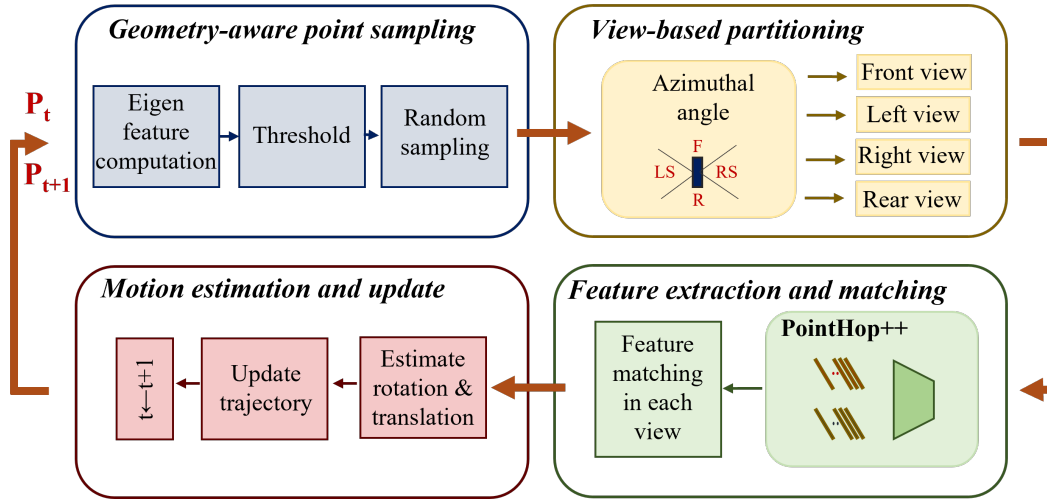 Geometry-aware point sampling
P_t
P_{t+1}
Eigen
feature
computation
Threshold
Random
sampling
View-based partitioning
Azimuthal
angle
F
LS RS
R
Front view
Left view
Right view
Rear view
Motion estimation and update
t←t+1
Update
trajectory
Estimate
rotation &
translation
Feature extraction and matching
Feature
matching
in each
view
PointHop++